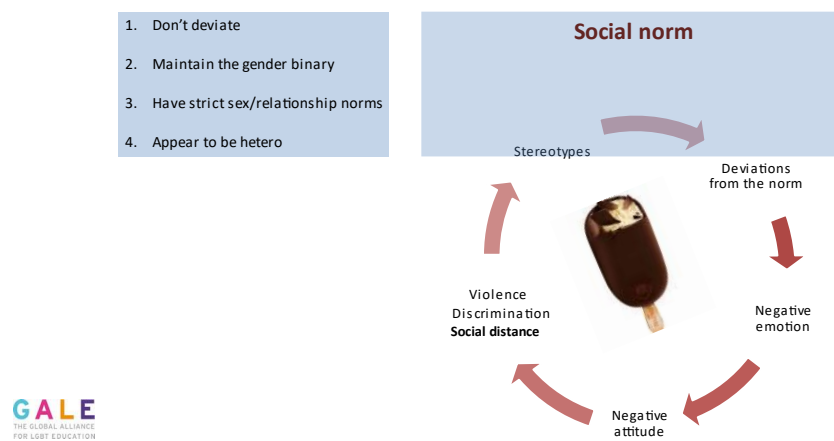 1. Don't deviate
2. Maintain the gender binary
3. Have strict sex/relationship norms
4. Appear to be hetero
Social norm
Stereotypes
Deviations
from the norm
Negative
emotion
Negative
attitude
Violence
Discrimination
Social distance
GALE
THE GLOBAL ALLIANCE
FOR LGBT EDUCATION